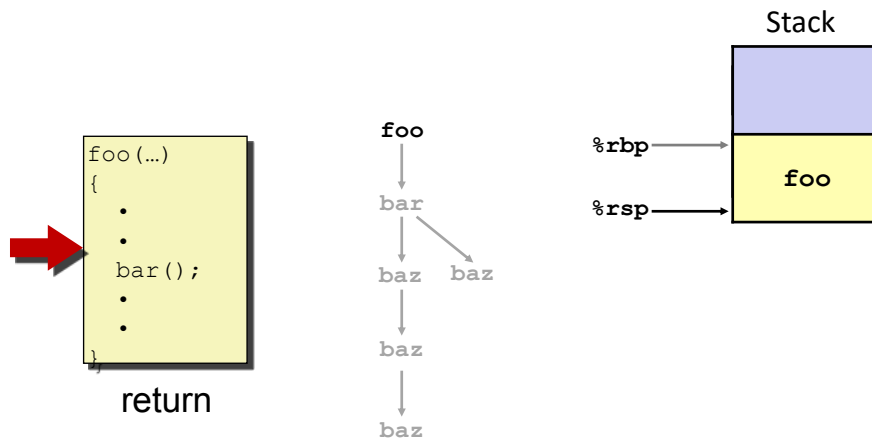 Stack
foo(…)
{
•
•
bar();
•
•
}
return
foo
bar
baz baz
baz
baz
%rbp
%rsp
foo